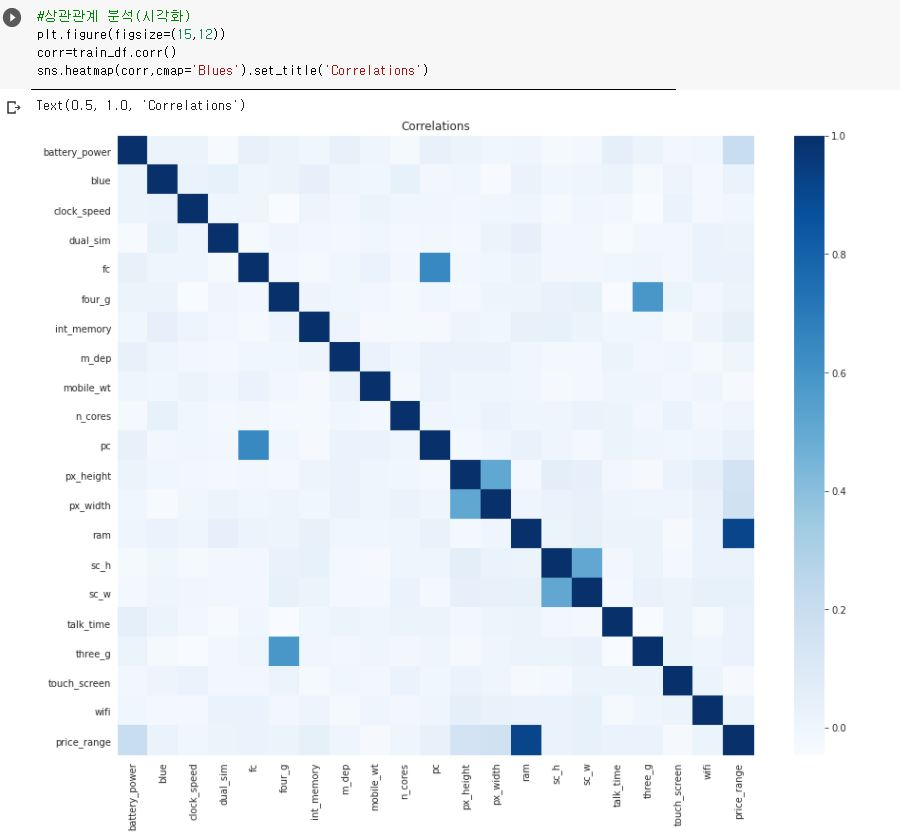 #상관관계 분석(시각화)
plt.figure(figsize=(15,12))
corr=train_df.corr()
sns.heatmap(corr,cmap='Blues').set_title('Correlations')
Text(0.5, 1.0, 'Correlations')
Correlations
battery_power
blue
clock_speed
dual_sim
fc
four_g
int_memory
m_dep
mobile_wt
n_cores
pc
px_height
px_width
ram
sc_h
sc_w
talk_time
three_g
touch_screen
wifi
price_range
battery_power
blue
clock_speed
dual_sim
fc
four_g
int_memory
m_dep
mobile_wt
n_cores
pc
px_height
px_width
ram
sc_h
sc_w
talk_time
three_g
touch_screen
wifi
price_range
1.0
0.8
0.6
0.4
0.2
0.0